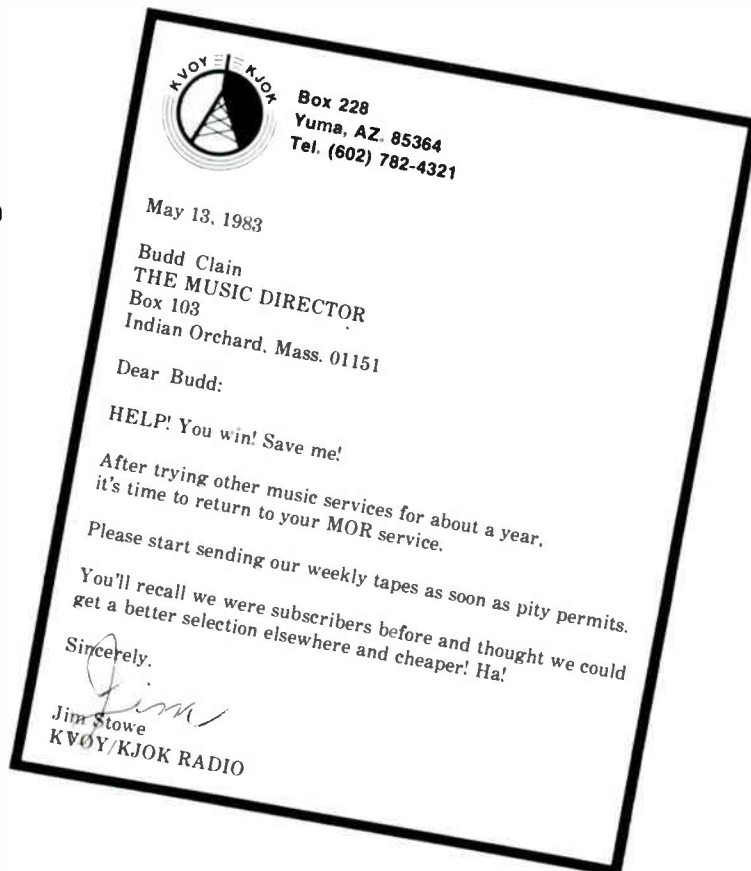 KVOY KJOK
Box 228
Yuma, AZ. 85364
Tel. (602) 782-4321
May 13, 1983
Budd Clain
THE MUSIC DIRECTOR
Box 103
Indian Orchard, Mass. 01151
Dear Budd:
HELP! You win! Save me!
After trying other music services for about a year,
it's time to return to your MOR service.
Please start sending our weekly tapes as soon as pity permits.
You'll recall we were subscribers before and thought we could
get a better selection elsewhere and cheaper! Ha!
Sincerely,
Jim
Jim Stowe
KVOY/KJOK RADIO